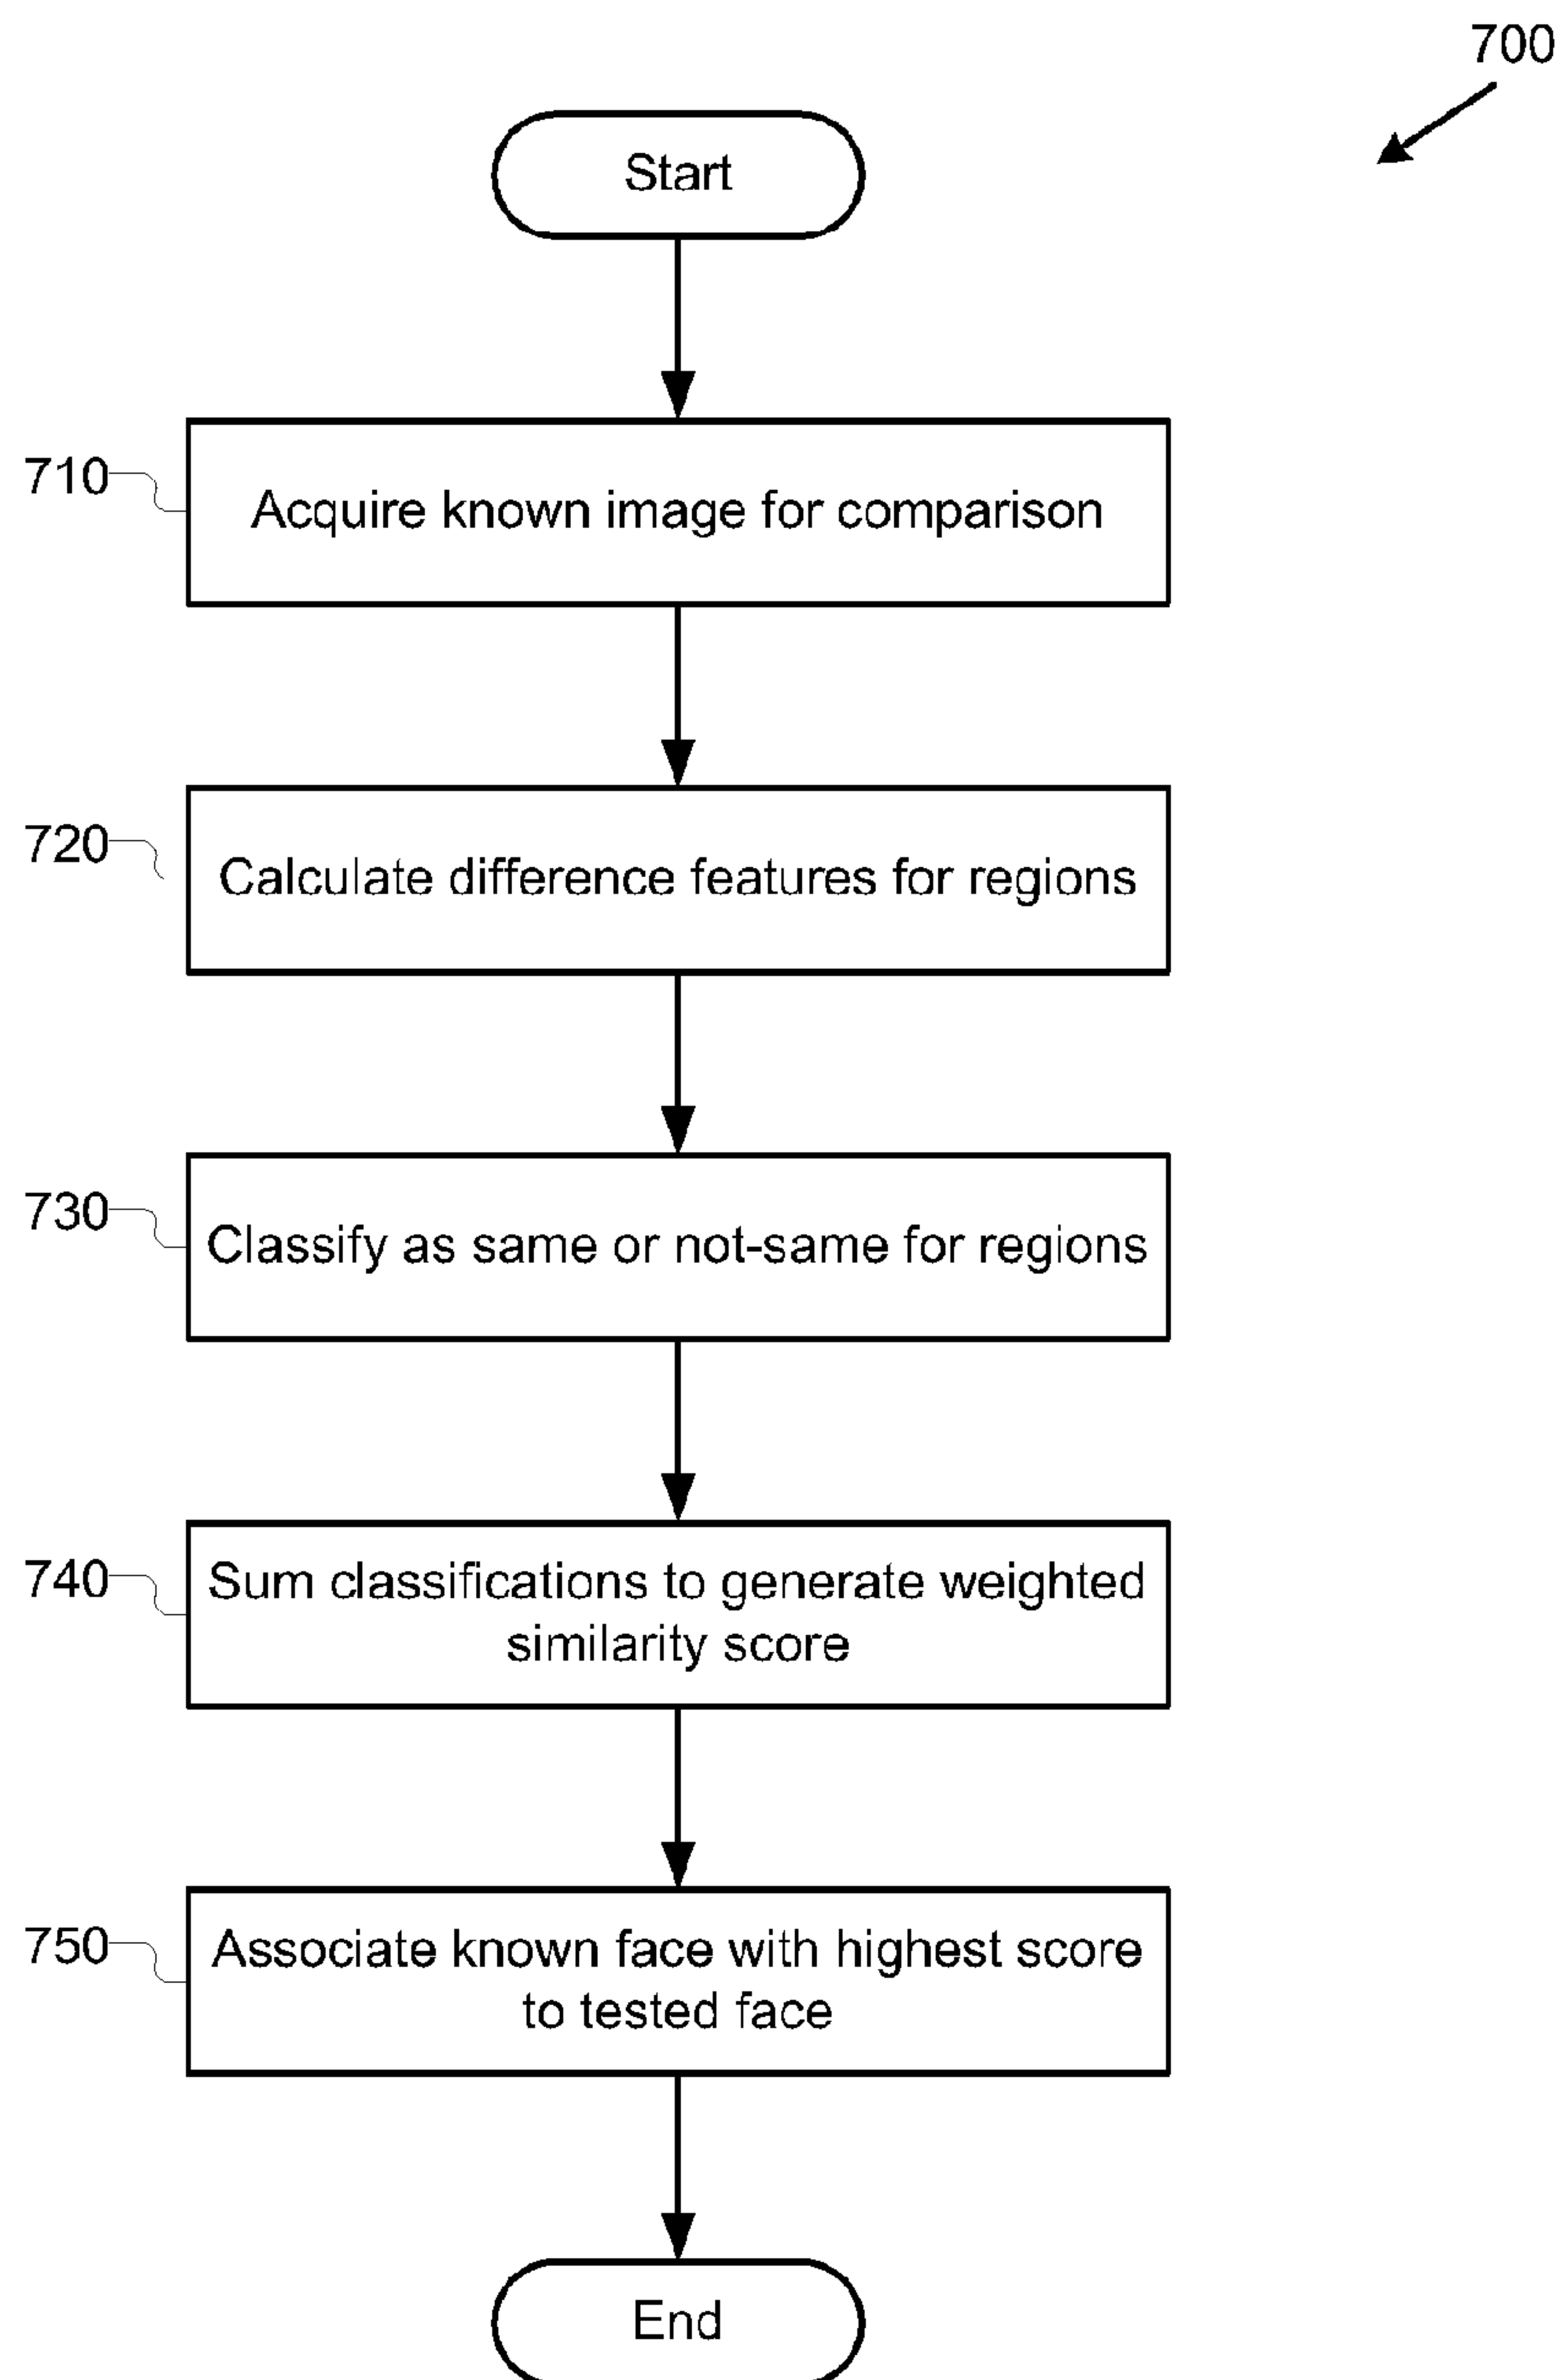 700
Start
710
Acquire known image for comparison
720
Calculate difference features for regions
730
Classify as same or not-same for regions
740
Sum classifications to generate weighted
similarity score
750
Associate known face with highest score
to tested face
End